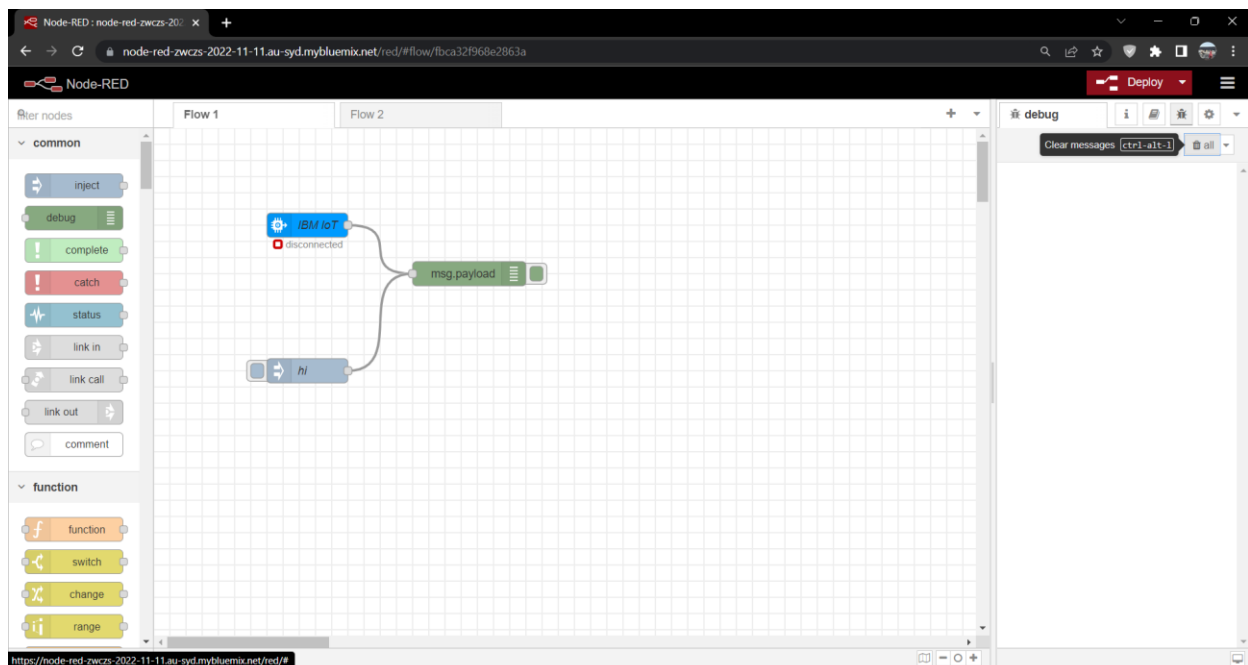 Node-RED : node-red-zwczs-202
node-red-zwczs-2022-11-11.au-syd.mybluemix.net/red/#flow/fbca32f968e2863a
Node-RED
Deploy
filter nodes
Flow 1
Flow 2
debug
i
Clear messages ctrl-alt-l
all
common
inject
debug
complete
catch
status
link in
link call
link out
comment
function
function
switch
change
range
IBM IoT
disconnected
msg.payload
hi
https://node-red-zwczs-2022-11-11.au-syd.mybluemix.net/red/#